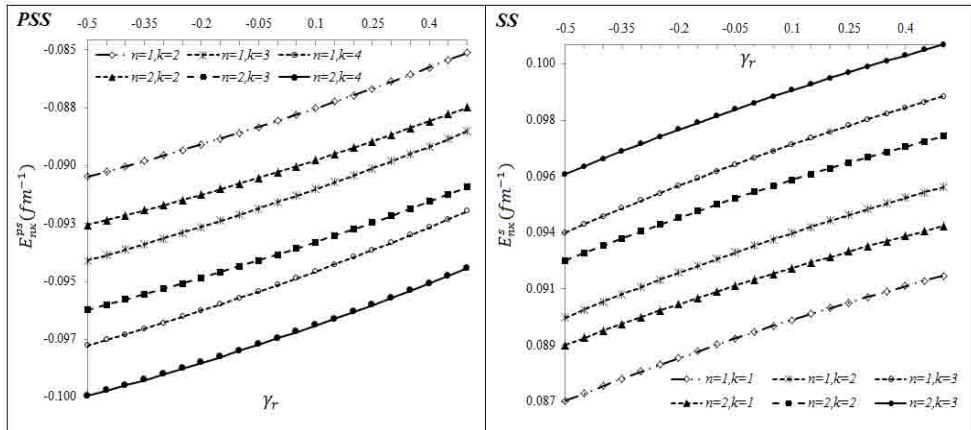 PSS
-0.5 -0.35 -0.2 -0.05 0.1 0.25 0.4
-0.085
n=1,k=2 n=1,k=3 n=1,k=4
n=2,k=2 n=2,k=3 n=2,k=4
-0.088
-0.090
-0.093
-0.095
-0.097
-0.100
E_{nκ}^{ps}(fm^{-1})
γ_r
SS
-0.5 -0.35 -0.2 -0.05 0.1 0.25 0.4
γ_r
0.100
0.098
0.096
0.094
0.091
0.089
0.087
E_{nκ}^{s}(fm^{-1})
n=1,k=1 n=1,k=2 n=1,k=3
n=2,k=1 n=2,k=2 n=2,k=3